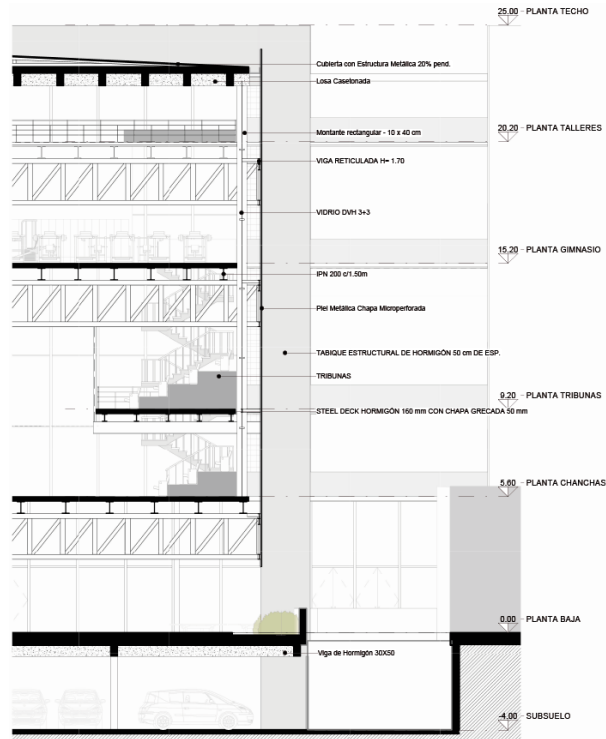 25.00 PLANTA TECHO
Cubierta con Estructura Metálica 20% pend.
Losa Casetonada
Montante rectangular - 10 x 40 cm
20.20 PLANTA TALLERES
VIGA RETICULADA H= 1.70
VIDRIO DVH 3+3
15.20 PLANTA GIMNASIO
IPN 200 c/1.50m
Piel Metálica Chapa Microperforada
TABIQUE ESTRUCTURAL DE HORMIGÓN 50 cm DE ESP.
TRIBUNAS
9.20 PLANTA TRIBUNAS
STEEL DECK HORMIGÓN 160 mm CON CHAPA GRECADA 50 mm
5.60 PLANTA CHANCHAS
0.00 PLANTA BAJA
Viga de Hormigón 30X50
-4.00 SUBSUELO